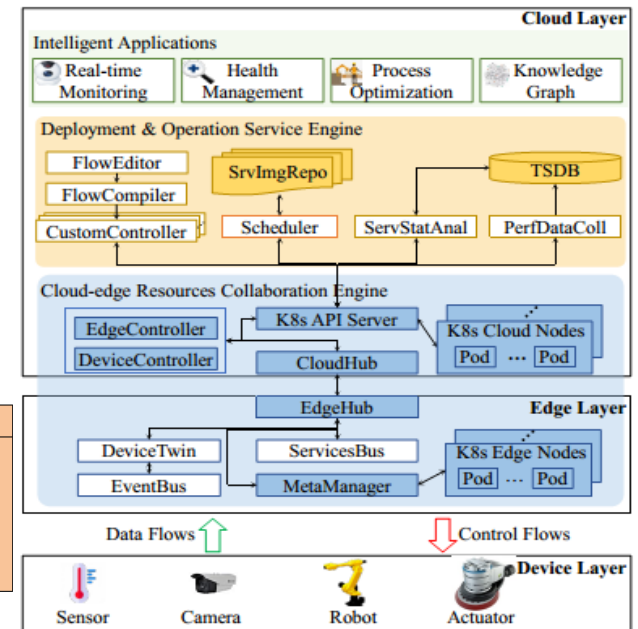 Cloud Layer
Intelligent Applications
Real-time
Monitoring
Health
Management
Process
Optimization
Knowledge
Graph
Deployment & Operation Service Engine
FlowEditor
FlowCompiler
CustomController
SrvImgRepo
Scheduler
ServStatAnal
TSDB
PerfDataColl
Cloud-edge Resources Collaboration Engine
EdgeController
DeviceController
K8s API Server
CloudHub
K8s Cloud Nodes
Pod ... Pod
EdgeHub
Edge Layer
DeviceTwin
EventBus
ServicesBus
MetaManager
K8s Edge Nodes
Pod ... Pod
Data Flows
Control Flows
Device Layer
Sensor
Camera
Robot
Actuator